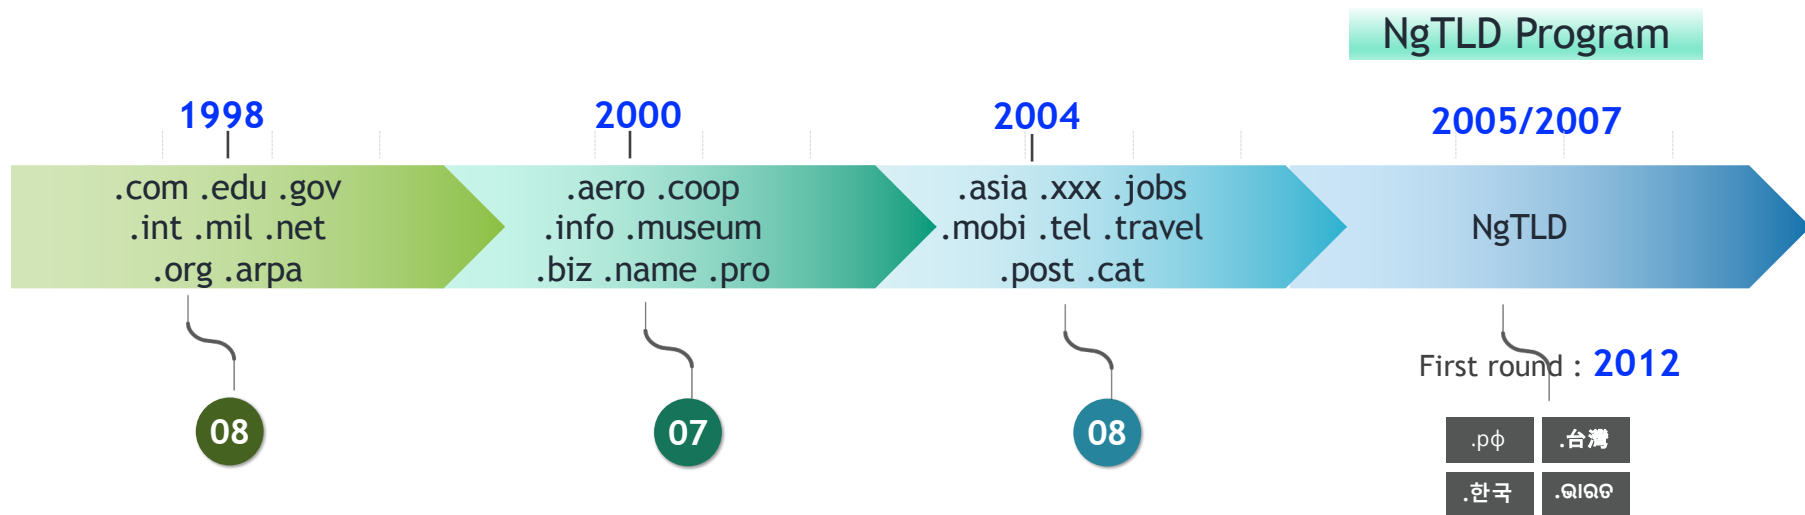 NgTLD Program
1998
2000
2004
2005/2007
.com .edu .gov
.int .mil .net
.org .arpa
.aero .coop
.info .museum
.biz .name .pro
.asia .xxx .jobs
.mobi .tel .travel
.post .cat
NgTLD
First round : 2012
08
07
08
.рф
.台灣
.한국
.ଭାରତ